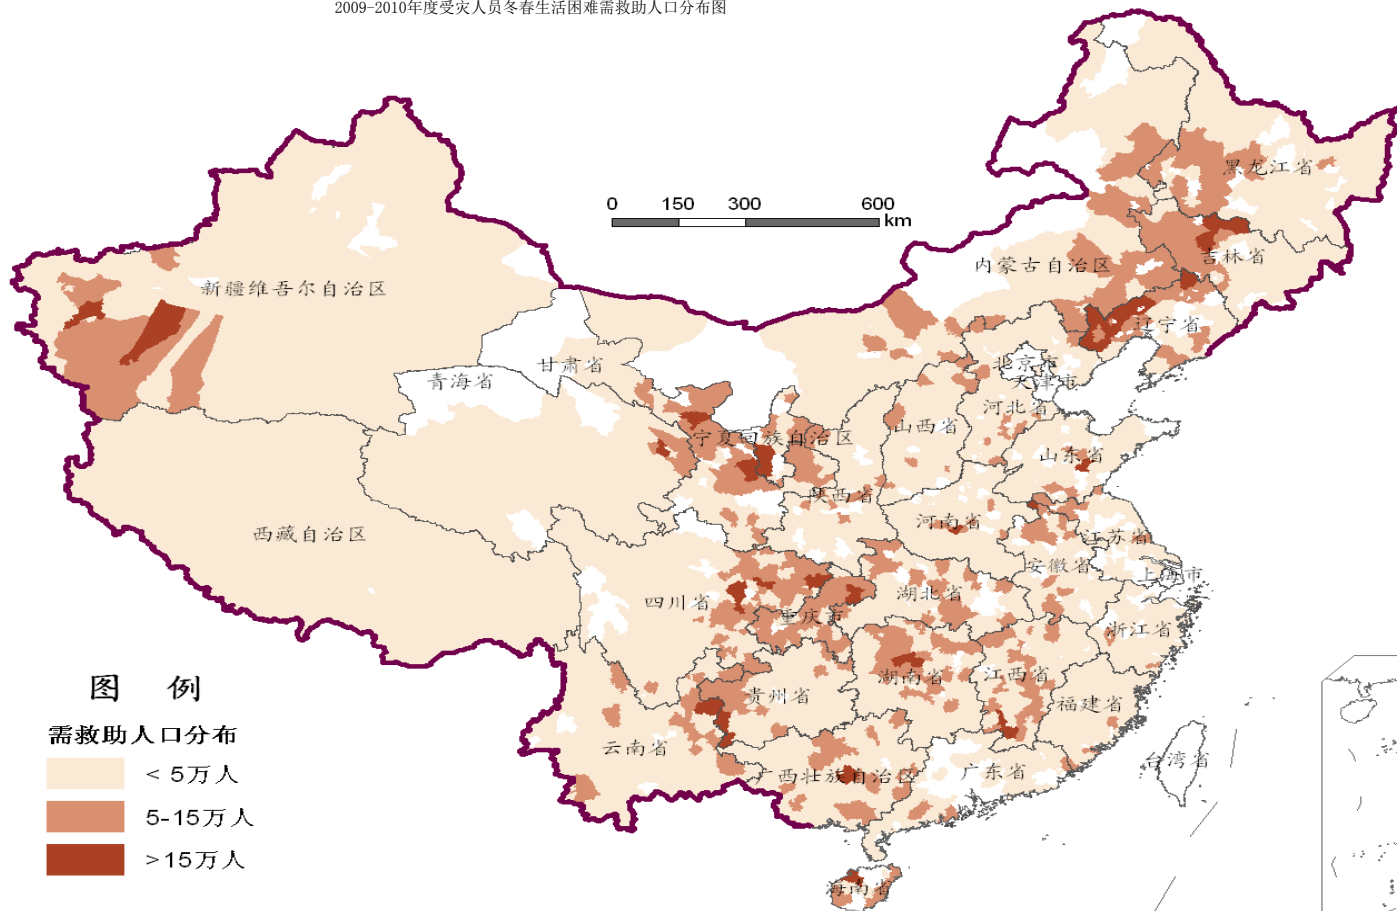 2009-2010年度受灾人员冬春生活困难需救助人口分布图
0 150 300 600
km
黑龙江省
吉林省
内蒙古自治区
新疆维吾尔自治区
辽宁省
北京市
甘肃省
青海省
天津市
河北省
山西省
宁夏回族自治区
山东省
陕西省
河南省
西藏自治区
江苏省
安徽省
上海市
四川省
湖北省
重庆市
浙江省
湖南省
江西省
贵州省
福建省
云南省
台湾省
广西壮族自治区
广东省
海南省
图 例
需救助人口分布
< 5万人
5-15万人
>15万人